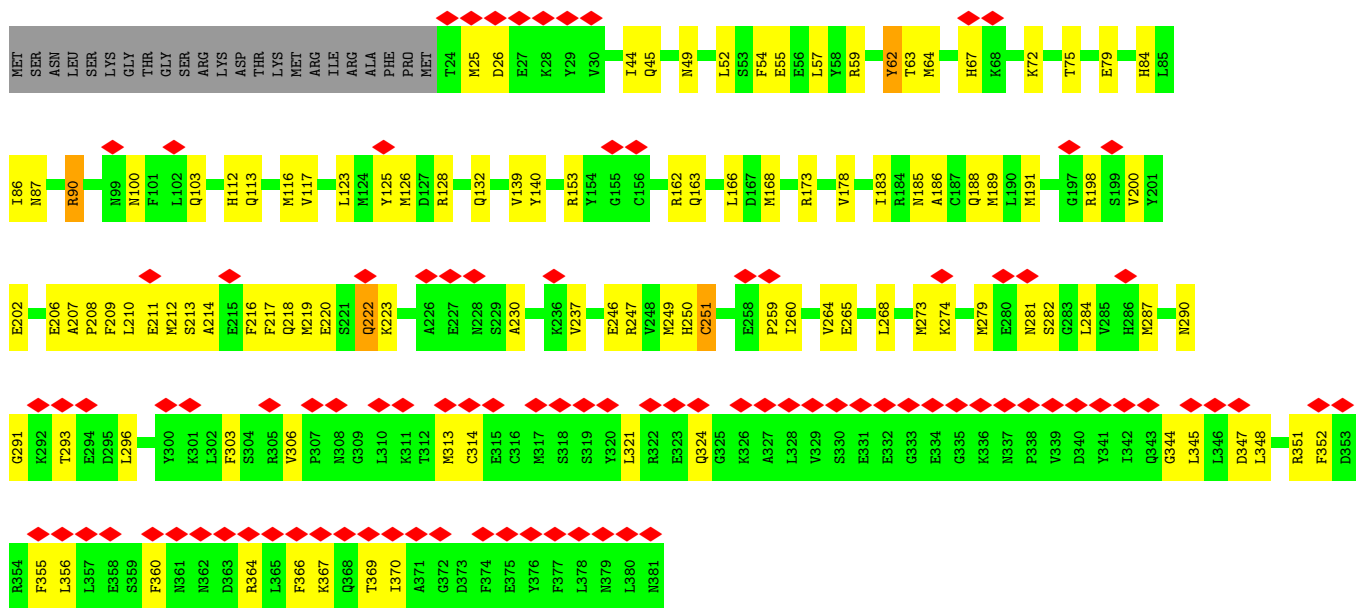 MET SER ASN LEU SER LYS GLY THR GLY SER ARG LYS ASP THR LYS MET ARG ILE ARG ALA PHE PRO MET T24 M25 D26 E27 K28 Y29 V30 I44 Q45 N49 L52 S53 F54 E55 E56 L57 Y58 R59 Y62 T63 M64 H67 K68 K72 T75 E79 H84 L85
I86 N87 R90 N99 N100 F101 L102 Q103 H112 Q113 M116 V117 L123 M124 Y125 M126 D127 R128 Q132 V139 Y140 R153 Y154 G155 C156 R162 Q163 L166 D167 M168 R173 V178 I183 R184 N185 A186 C187 Q188 M189 L190 M191 G197 R198 S199 V200 Y201
E202 E206 A207 P208 F209 L210 E211 M212 S213 A214 E215 F216 F217 Q218 M219 E220 S221 Q222 K223 A226 E227 N228 S229 A230 K236 V237 E246 R247 V248 M249 H250 C251 E258 P259 I260 V264 E265 L268 M273 K274 M279 E280 N281 S282 G283 L284 V285 H286 M287 N290
G291 K292 T293 E294 D295 L296 Y300 K301 L302 F303 S304 R305 V306 P307 N308 G309 L310 K311 T312 M313 C314 E315 C316 M317 S318 S319 Y320 L321 R322 E323 Q324 G325 K326 A327 L328 V329 S330 E331 E332 G333 E334 G335 K336 N337 P338 V339 D340 Y341 I342 Q343 G344 L345 L346 D347 L348 R351 F352 D353
R354 F355 L356 L357 E358 S359 F360 N361 N362 D363 R364 L365 F366 K367 Q368 T369 I370 A371 G372 D373 F374 E375 Y376 F377 L378 N379 L380 N381